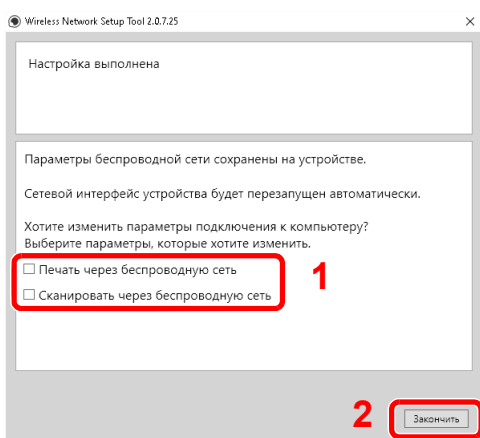 Wireless Network Setup Tool 2.0.7.25
Настройка выполнена
Параметры беспроводной сети сохранены на устройстве.
Сетевой интерфейс устройства будет перезапущен автоматически.
Хотите изменить параметры подключения к компьютеру?
Выберите параметры, которые хотите изменить.
Печать через беспроводную сеть
1
Сканировать через беспроводную сеть
2
Закончить